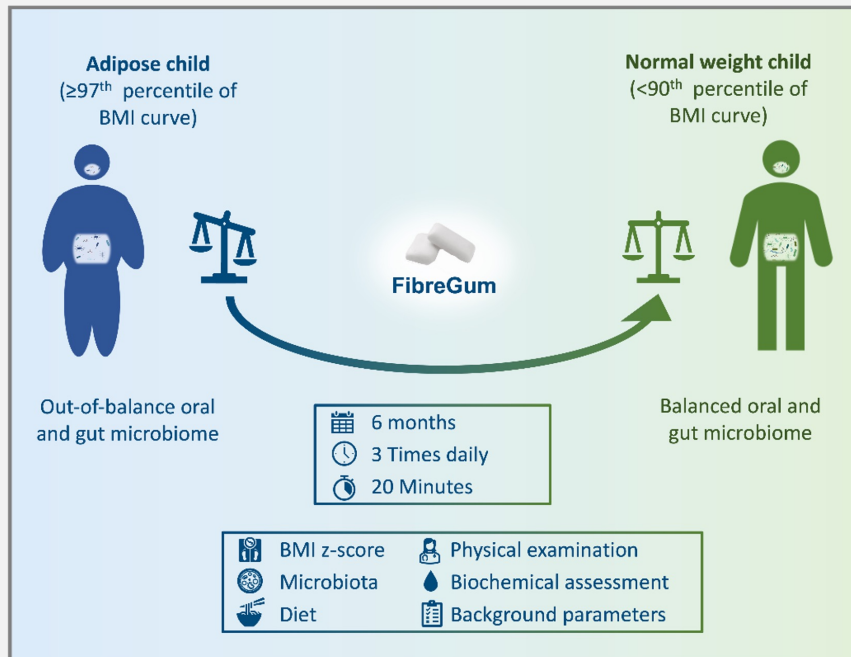 Adipose child
(≥97th percentile of
BMI curve)
Normal weight child
(<90th percentile of
BMI curve)
FibreGum
Out-of-balance oral
and gut microbiome
Balanced oral and
gut microbiome
6 months
3 Times daily
20 Minutes
BMI z-score
Physical examination
Microbiota
Biochemical assessment
Diet
Background parameters